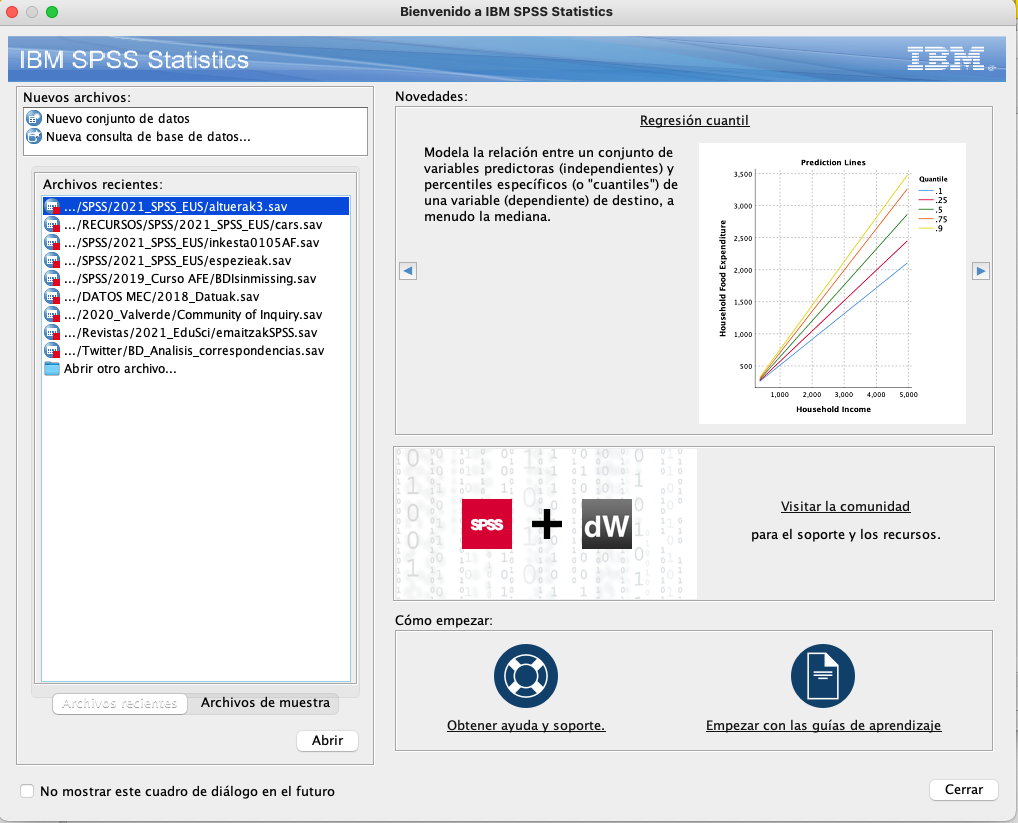 Bienvenido a IBM SPSS Statistics
IBM SPSS Statistics
IBM
Nuevos archivos:
Nuevo conjunto de datos
Nueva consulta de base de datos...
Archivos recientes:
.../SPSS/2021_SPSS_EUS/altuerak3.sav
.../RECURSOS/SPSS/2021_SPSS_EUS/cars.sav
.../SPSS/2021_SPSS_EUS/inkesta0105AF.sav
.../SPSS/2021_SPSS_EUS/espezieak.sav
.../SPSS/2019_Curso AFE/BDIsinmissing.sav
.../DATOS MEC/2018_Datuak.sav
.../2020_Valverde/Community of Inquiry.sav
.../Revistas/2021_EduSci/emaitzakSPSS.sav
.../Twitter/BD_Analisis_correspondencias.sav
Abrir otro archivo...
Archivos recientes
Archivos de muestra
Abrir
No mostrar este cuadro de diálogo en el futuro
Novedades:
Regresión cuantil
Modela la relación entre un conjunto de
variables predictoras (independientes) y
percentiles específicos (o "cuantiles") de
una variable (dependiente) de destino, a
menudo la mediana.
Prediction Lines
Household Food Expenditure
3,500
3,000
2,500
2,000
1,500
1,000
500
1,000 2,000 3,000 4,000 5,000
Household Income
Quantile
.1
.25
.5
.75
.9
SPSS + dW
Visitar la comunidad
para el soporte y los recursos.
Cómo empezar:
Obtener ayuda y soporte.
Empezar con las guías de aprendizaje
Cerrar